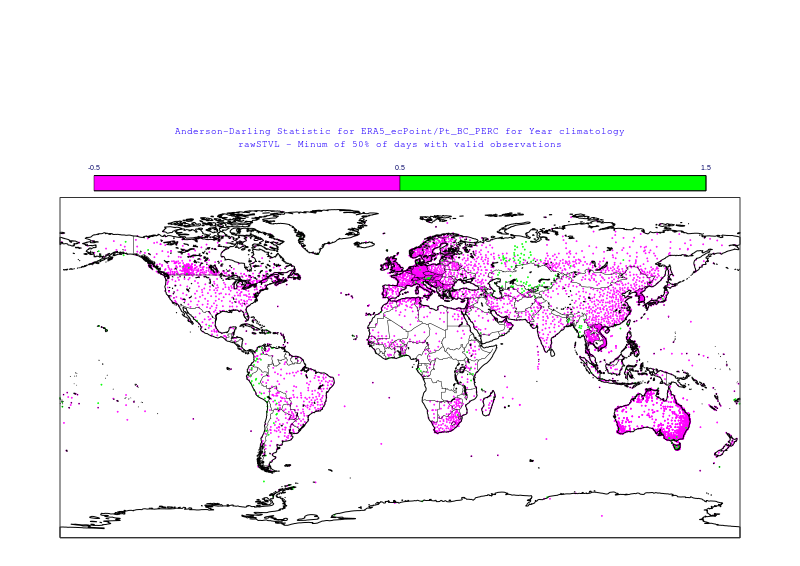 Anderson-Darling Statistic for ERA5_ecPoint/Pt_BC_PERC for Year climatology
rawSTVL - Minum of 50% of days with valid observations
-0.5 0.5 1.5